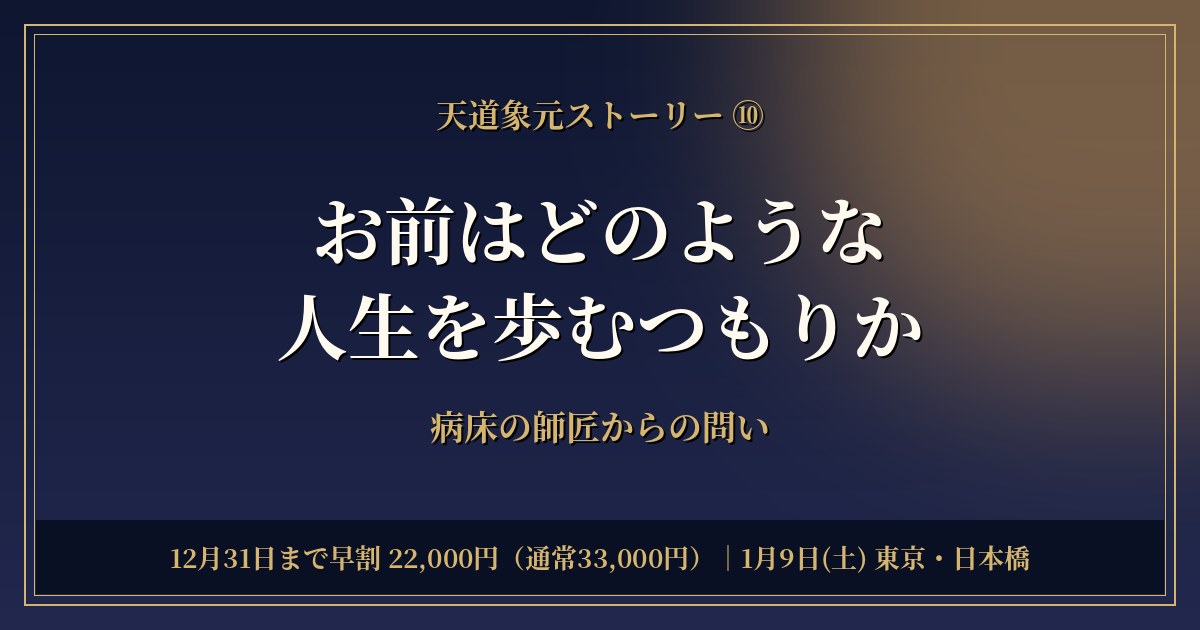 天道象元ストーリー ⑩
お前はどのような
人生を歩むつもりか
病床の師匠からの問い
12月31日まで早割 22,000円（通常33,000円）｜1月9日(土) 東京・日本橋